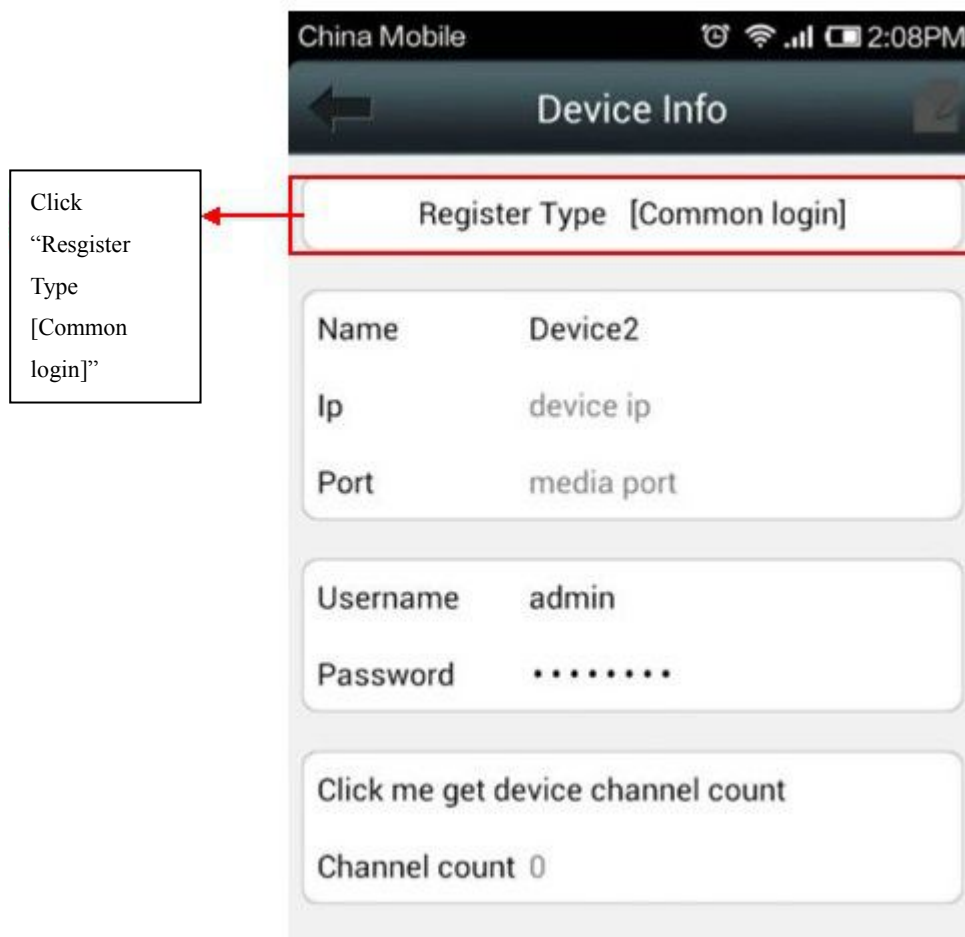 China Mobile 2:08PM
Device Info
Click
“Resgister
Type
[Common
login]”
Register Type [Common login]
Name Device2
Ip device ip
Port media port
Username admin
Password ••••••••
Click me get device channel count
Channel count 0